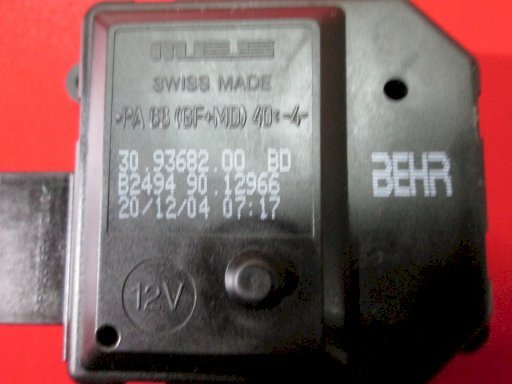 SWISS MADE
>PA 66 (GF+MD) 40< -4-
30.93682.00 BD
B2494 90.12966
20/12/04 07:17
BEHR
12V